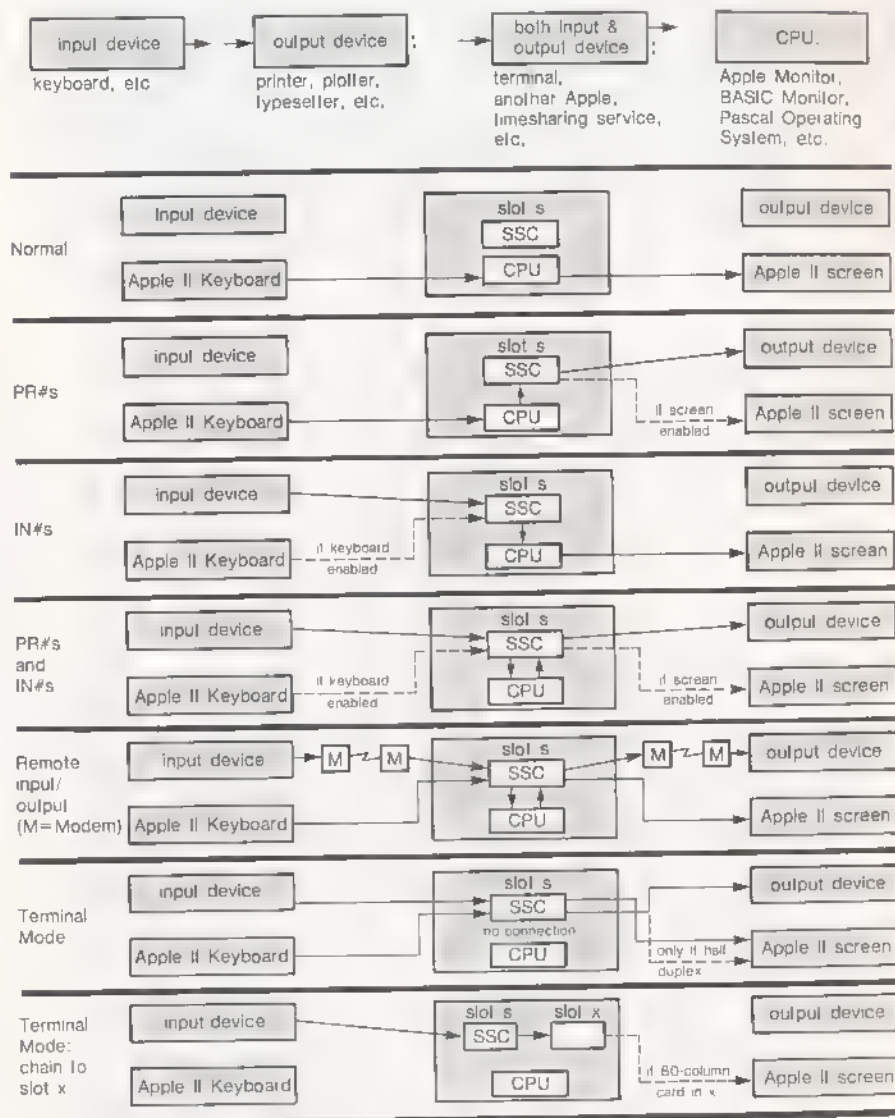 input device
output device
:
both input &
output device
:
CPU.
keyboard, etc
printer, plotter,
typesetter, etc.
terminal,
another Apple,
timesharing service,
etc.
Apple Monitor,
BASIC Monitor,
Pascal Operating
System, etc.
Normal
input device
slot s
SSC
output device
Apple II Keyboard
CPU
Apple II screen
PR#s
input device
slot s
SSC
output device
Apple II Keyboard
CPU
if screen
enabled
Apple II screen
IN#s
input device
slot s
SSC
output device
Apple II Keyboard
if keyboard
enabled
CPU
Apple II screen
PR#s
and
IN#s
input device
slot s
SSC
output device
Apple II Keyboard
if keyboard
enabled
CPU
if screen
enabled
Apple II screen
Remote
input/
output
(M=Modem)
input device
M
M
slot s
SSC
M
M
output device
Apple II Keyboard
CPU
Apple II screen
Terminal
Mode
input device
slot s
SSC
no connection
output device
Apple II Keyboard
CPU
only if half
duplex
Apple II screen
Terminal
Mode:
chain to
slot x
input device
slot s
slot x
SSC
output device
Apple II Keyboard
CPU
if 80-column
card in x
Apple II screen